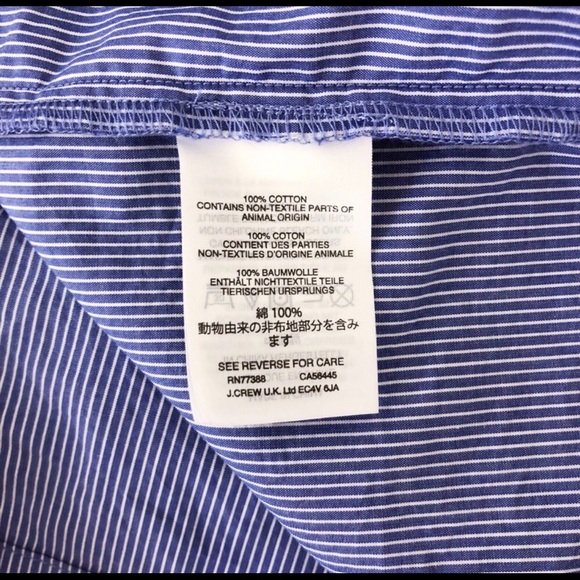 100% COTTON
CONTAINS NON-TEXTILE PARTS OF
ANIMAL ORIGIN
100% COTON
CONTIENT DES PARTIES
NON-TEXTILES D'ORIGINE ANIMALE
100% BAUMWOLLE
ENTHÄLT NICHTTEXTILE TEILE
TIERISCHEN URSPRUNGS
綿 100%
動物由来の非布地部分を含み
ます
SEE REVERSE FOR CARE
RN77388 CA56445
J.CREW U.K. Ltd EC4V 6JA